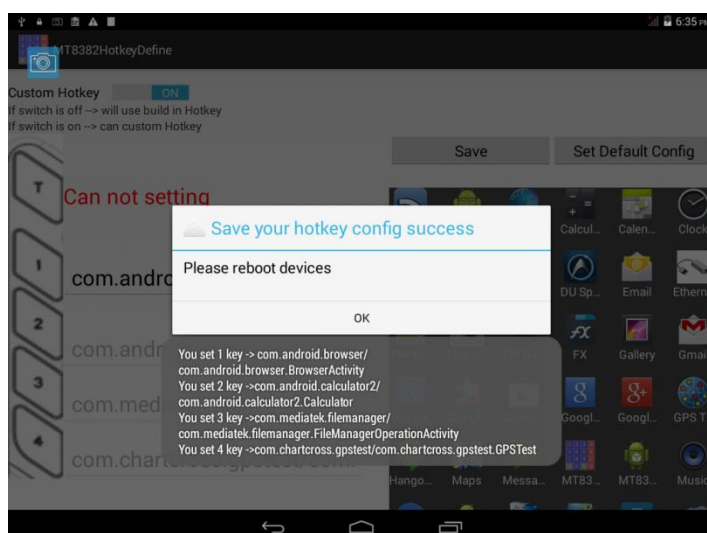 6:35 PM
MT8382HotkeyDefine
Custom Hotkey ON
If switch is off --> will use build in Hotkey
If switch is on --> can custom Hotkey
Save
Set Default Config
T
Can not setting
Save your hotkey config success
Please reboot devices
OK
1
com.andro
2
com.andr
3
com.med
4
You set 1 key -> com.android.browser/
com.android.browser.BrowserActivity
You set 2 key ->com.android.calculator2/
com.android.calculator2.Calculator
You set 3 key ->com.mediatek.filemanager/
com.mediatek.filemanager.FileManagerOperationActivity
You set 4 key ->com.chartcross.gpstest/com.chartcross.gpstest.GPSTest
Calcul... Calen... Clock
DU Sp... Email Ethern
FX Gallery Gmai
Googl... Googl... GPS T
Hango... Maps Messa... MT83... MT83... Music